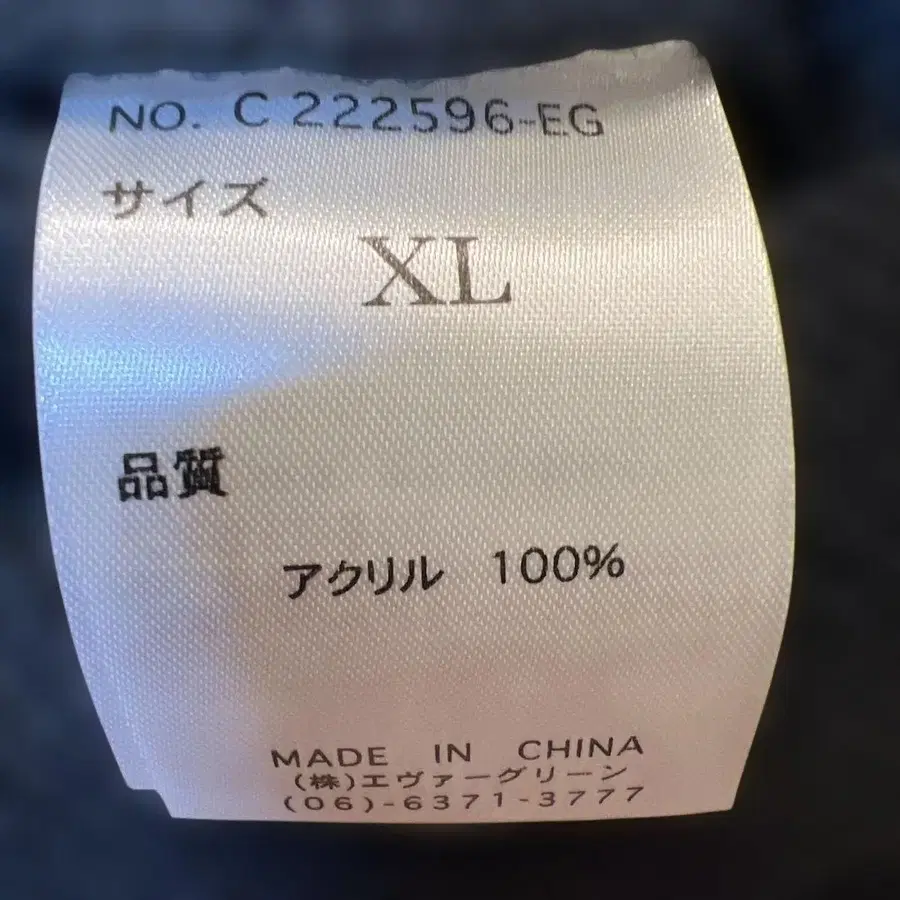 NO. C 222596-EG
サイズ
XL
品質
アクリル 100%
MADE IN CHINA
(株)エヴァーグリーン
(06)-6371-3777